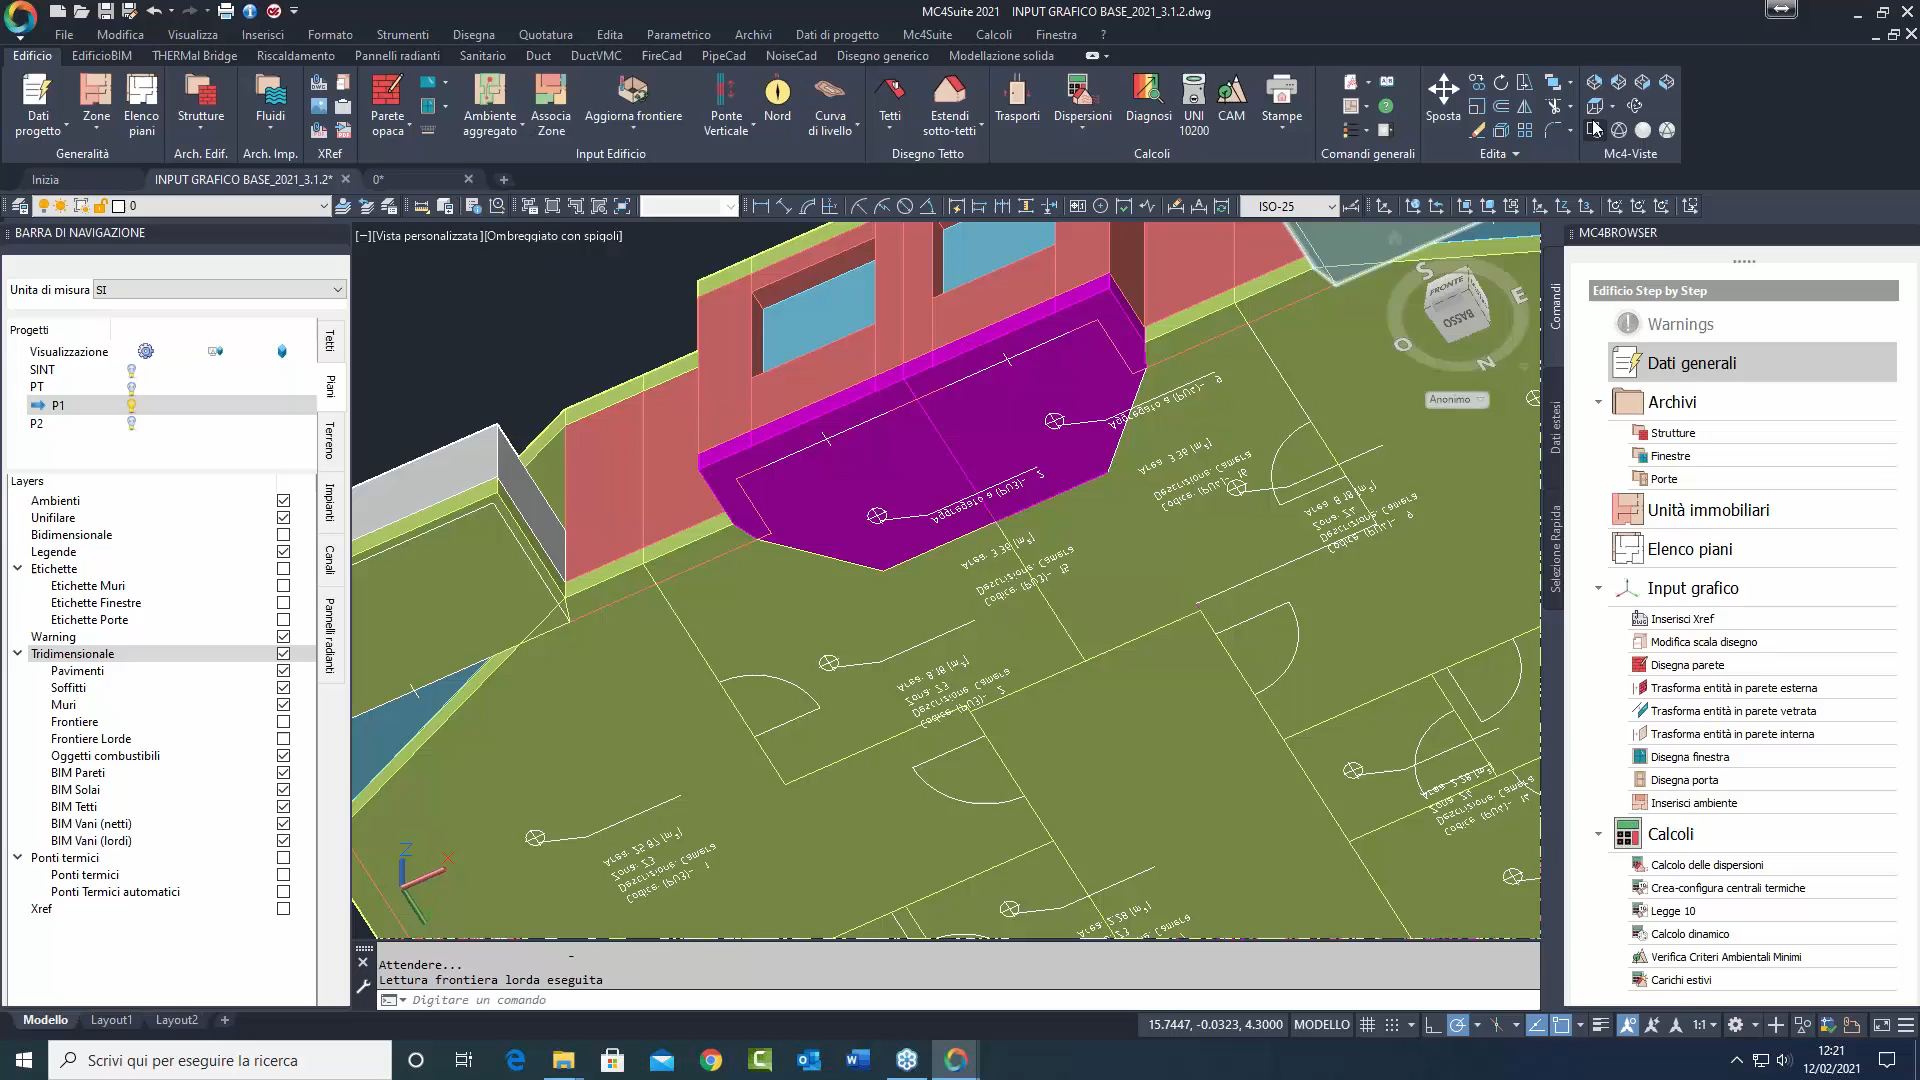 MC4Suite 2021 INPUT GRAFICO BASE_2021_3.1.2.dwg
File Modifica Visualizza Inserisci Formato Strumenti Disegna Quotatura Edita Parametrico Archivi Dati di progetto Mc4Suite Calcoli Finestra ?
Edificio EdificioBIM THERMal Bridge Riscaldamento Pannelli radianti Sanitario Duct DuctVMC FireCad PipeCad NoiseCad Disegno generico Modellazione solida
Dati progetto Zone Elenco piani Strutture Fluidi Parete opaca Ambiente aggregato Associa Zone Aggiorna frontiere Ponte Verticale Nord Curva di livello Tetti Estendi sotto-tetti Trasporti Dispersioni Diagnosi UNI 10200 CAM Stampe Sposta
Generalità Arch. Edif. Arch. Imp. XRef Input Edificio Disegno Tetto Calcoli Comandi generali Edita Mc4-Viste
Inizia INPUT GRAFICO BASE_2021_3.1.2* 0*
0 ISO-25
BARRA DI NAVIGAZIONE
Unita di misura SI
Progetti
Visualizzazione
SINT
PT
P1
P2
Tetti
Piani
Terreno
Impianti
Canali
Pannelli radianti
Layers
Ambienti
Unifilare
Bidimensionale
Legende
Etichette
Etichette Muri
Etichette Finestre
Etichette Porte
Warning
Tridimensionale
Pavimenti
Soffitti
Muri
Frontiere
Frontiere Lorde
Oggetti combustibili
BIM Pareti
BIM Solai
BIM Tetti
BIM Vani (netti)
BIM Vani (lordi)
Ponti termici
Ponti termici
Ponti Termici automatici
Xref
[−][Vista personalizzata][Ombreggiato con spigoli]
FRONTE
BASSO
S
E
N
O
Anonimo
Z
X
Y
Attendere...
Lettura frontiera lorda eseguita
Digitare un comando
Comandi
Dati estesi
Selezione Rapida
MC4BROWSER
Edificio Step by Step
Warnings
Dati generali
Archivi
Strutture
Finestre
Porte
Unità immobiliari
Elenco piani
Input grafico
Inserisci Xref
Modifica scala disegno
Disegna parete
Trasforma entità in parete esterna
Trasforma entità in parete vetrata
Trasforma entità in parete interna
Disegna finestra
Disegna porta
Inserisci ambiente
Calcoli
Calcolo delle dispersioni
Crea-configura centrali termiche
Legge 10
Calcolo dinamico
Verifica Criteri Ambientali Minimi
Carichi estivi
Modello Layout1 Layout2 +
15.7447, -0.0323, 4.3000 MODELLO 1:1
Scrivi qui per eseguire la ricerca
12:21
12/02/2021